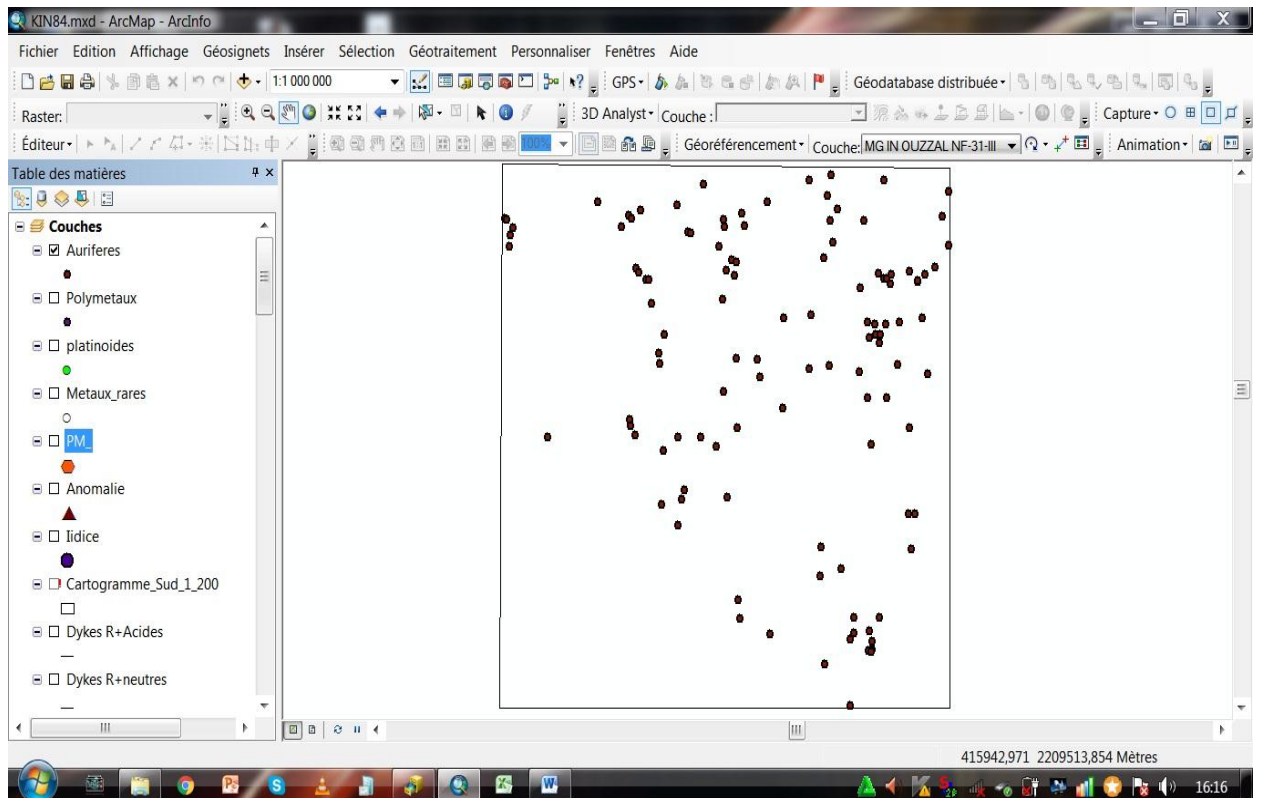 KIN84.mxd - ArcMap - ArcInfo
Fichier Edition Affichage Géosignets Insérer Sélection Géotraitement Personnaliser Fenêtres Aide
1:1 000 000 GPS Géodatabase distribuée
Raster: 3D Analyst Couche : Capture
Éditeur 100% Géoréférencement Couche: MG IN OUZZAL NF-31-III Animation
Table des matières
Couches
Auriferes
Polymetaux
platinoides
Metaux_rares
PM_
Anomalie
Iidice
Cartogramme_Sud_1_200
Dykes R+Acides
Dykes R+neutres
415942,971 2209513,854 Mètres
16:16